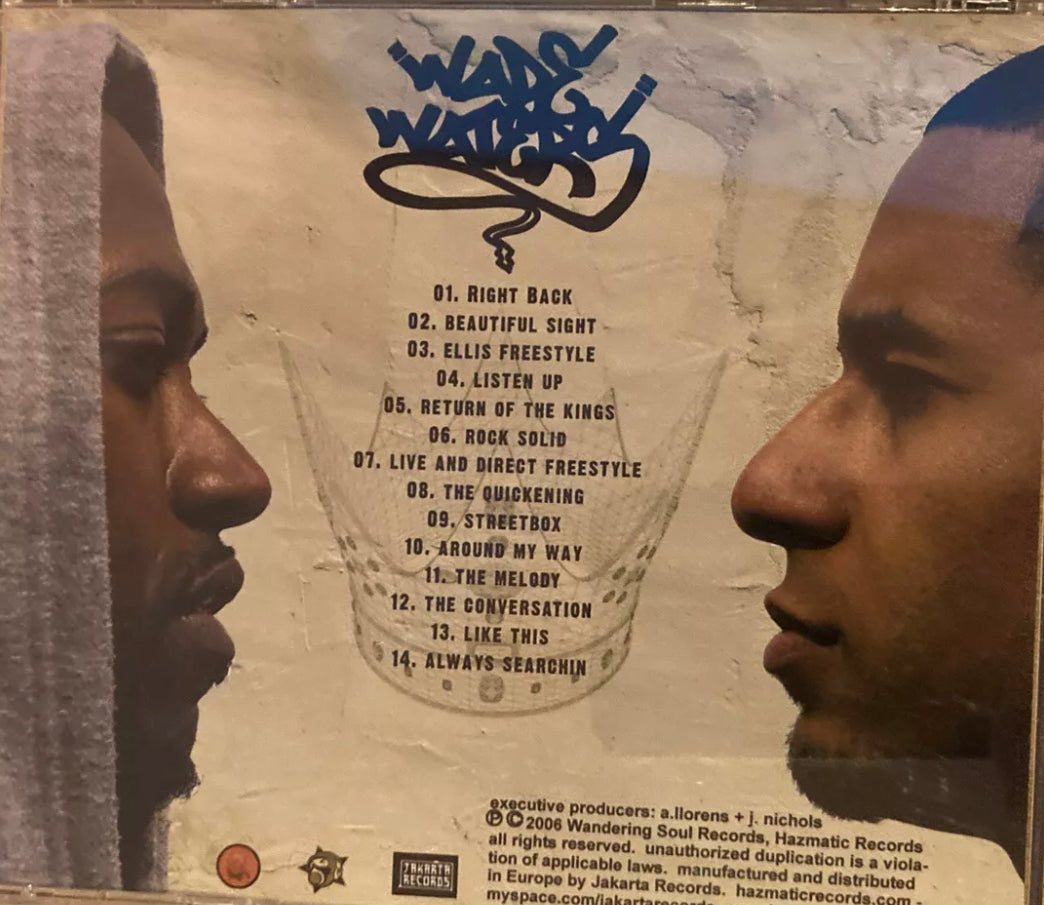 WADE
WATERS
01. RIGHT BACK
02. BEAUTIFUL SIGHT
03. ELLIS FREESTYLE
04. LISTEN UP
05. RETURN OF THE KINGS
06. ROCK SOLID
07. LIVE AND DIRECT FREESTYLE
08. THE QUICKENING
09. STREETBOX
10. AROUND MY WAY
11. THE MELODY
12. THE CONVERSATION
13. LIKE THIS
14. ALWAYS SEARCHIN
executive producers: a.llorens + j. nichols
℗ © 2006 Wandering Soul Records, Hazmatic Records
all rights reserved. unauthorized duplication is a viola-
tion of applicable laws. manufactured and distributed
in Europe by Jakarta Records. hazmaticrecords.com -
JAKARTA
RECORDS